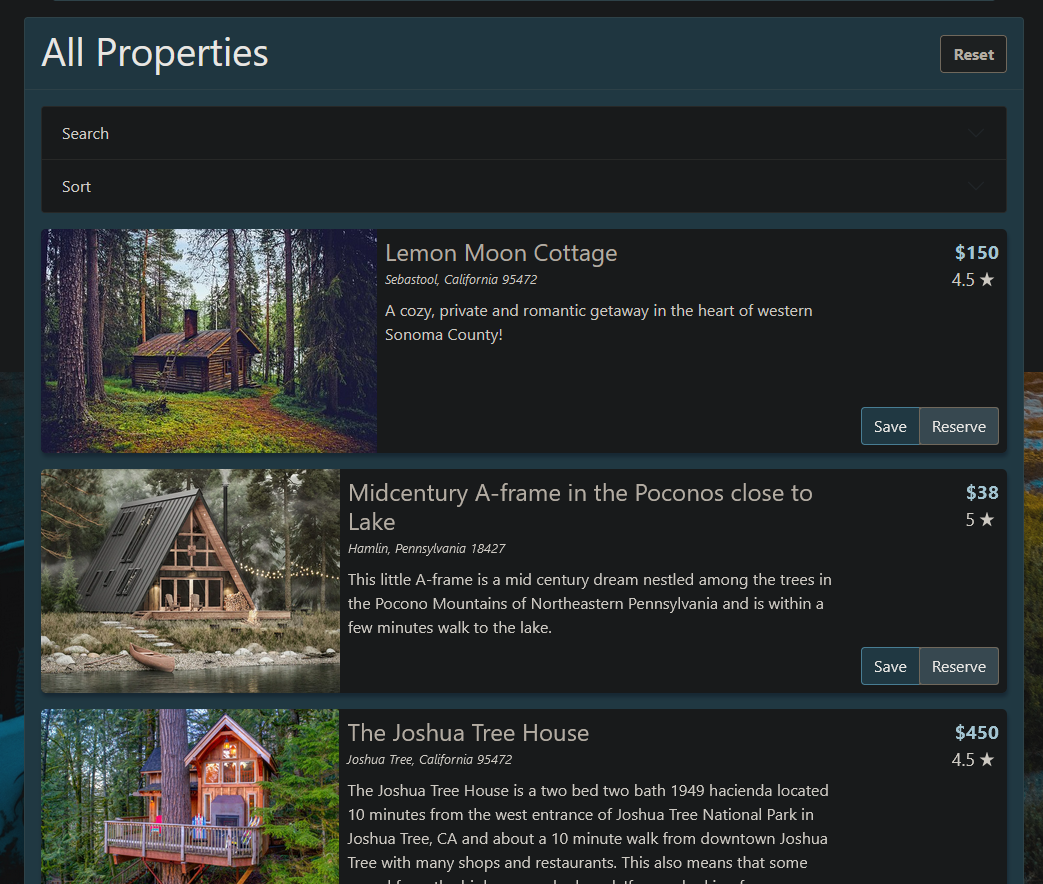 All Properties
Reset
Search
Sort
Lemon Moon Cottage
$150
Sebastool, California 95472
4.5 ★
A cozy, private and romantic getaway in the heart of western
Sonoma County!
Save
Reserve
Midcentury A-frame in the Poconos close to
Lake
$38
5 ★
Hamlin, Pennsylvania 18427
This little A-frame is a mid century dream nestled among the trees in
the Pocono Mountains of Northeastern Pennsylvania and is within a
few minutes walk to the lake.
Save
Reserve
The Joshua Tree House
$450
Joshua Tree, California 95472
4.5 ★
The Joshua Tree House is a two bed two bath 1949 hacienda located
10 minutes from the west entrance of Joshua Tree National Park in
Joshua Tree, CA and about a 10 minute walk from downtown Joshua
Tree with many shops and restaurants. This also means that some